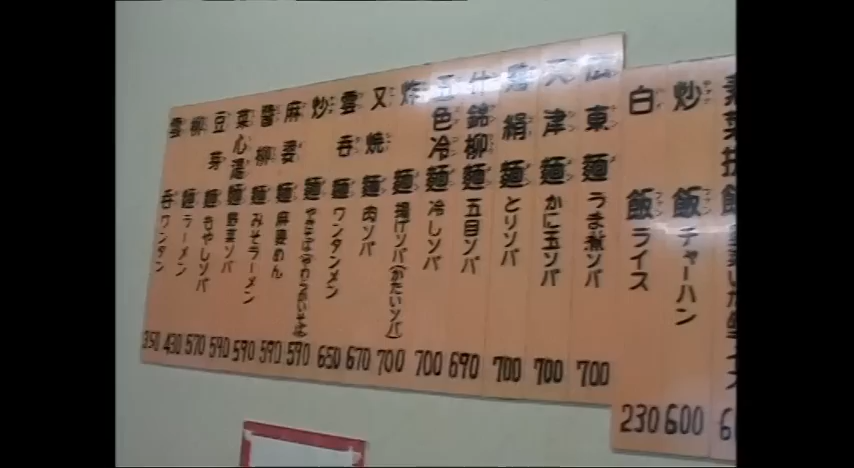 炒飯 チャーハン 600
白飯 ライス 230
広東麺 うま煮ソバ 700
天津麺 かに玉ソバ 700
絹麺 とりソバ 700
什錦柳麺 五目ソバ 690
五色冷麺 冷しソバ 700
炸麺 揚げソバ(かたいソバ) 700
又焼麺 肉ソバ 670
雲呑麺 ワンタンメン 650
炒麺 やきそば(やわらかいそば) 590
麻婆麺 麻婆めん 590
醤柳麺 みそラーメン 590
菜心湯麺 野菜ソバ 590
豆芽麺 もやしソバ 570
柳麺 ラーメン 430
雲呑 ワンタン 350